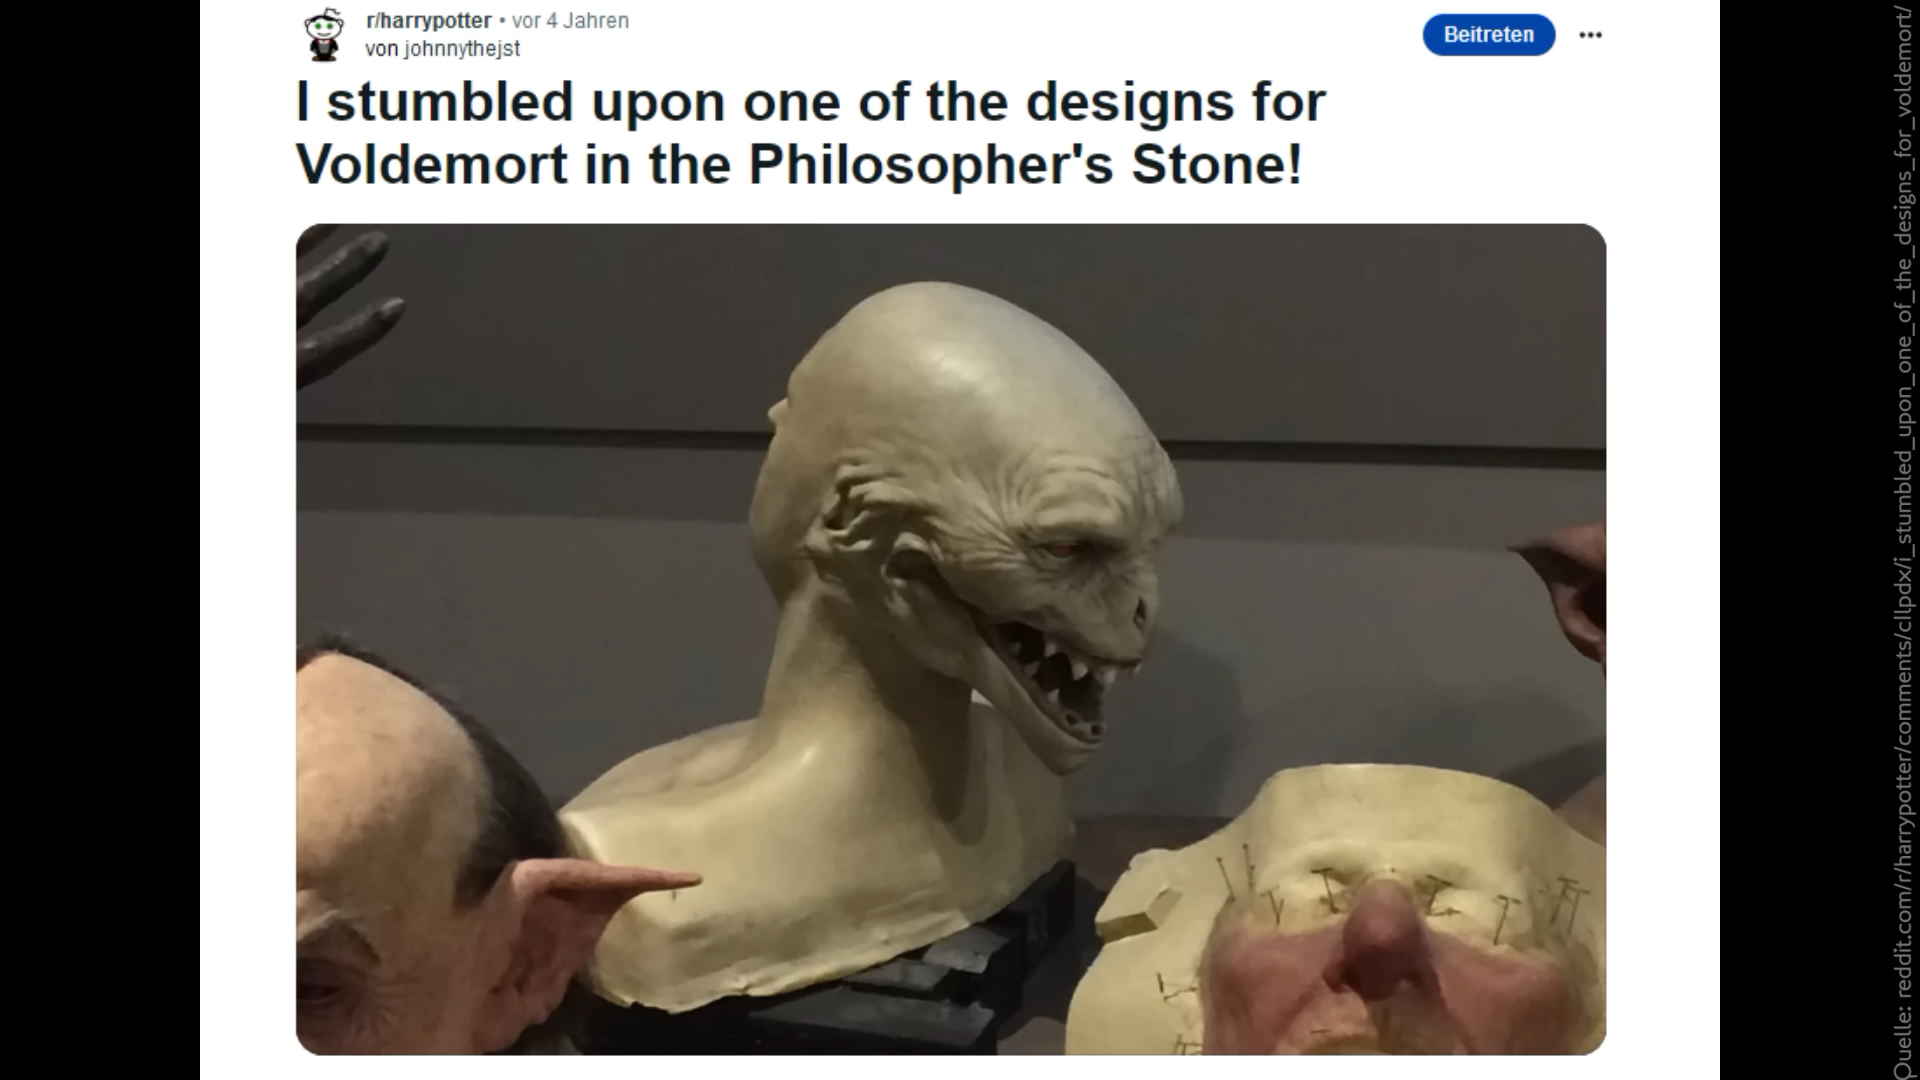 r/harrypotter • vor 4 Jahren
von johnnythejst
Beitreten
I stumbled upon one of the designs for
Voldemort in the Philosopher's Stone!
Quelle: reddit.com/r/harrypotter/comments/cllpdx/i_stumbled_upon_one_of_the_designs_for_voldemort/